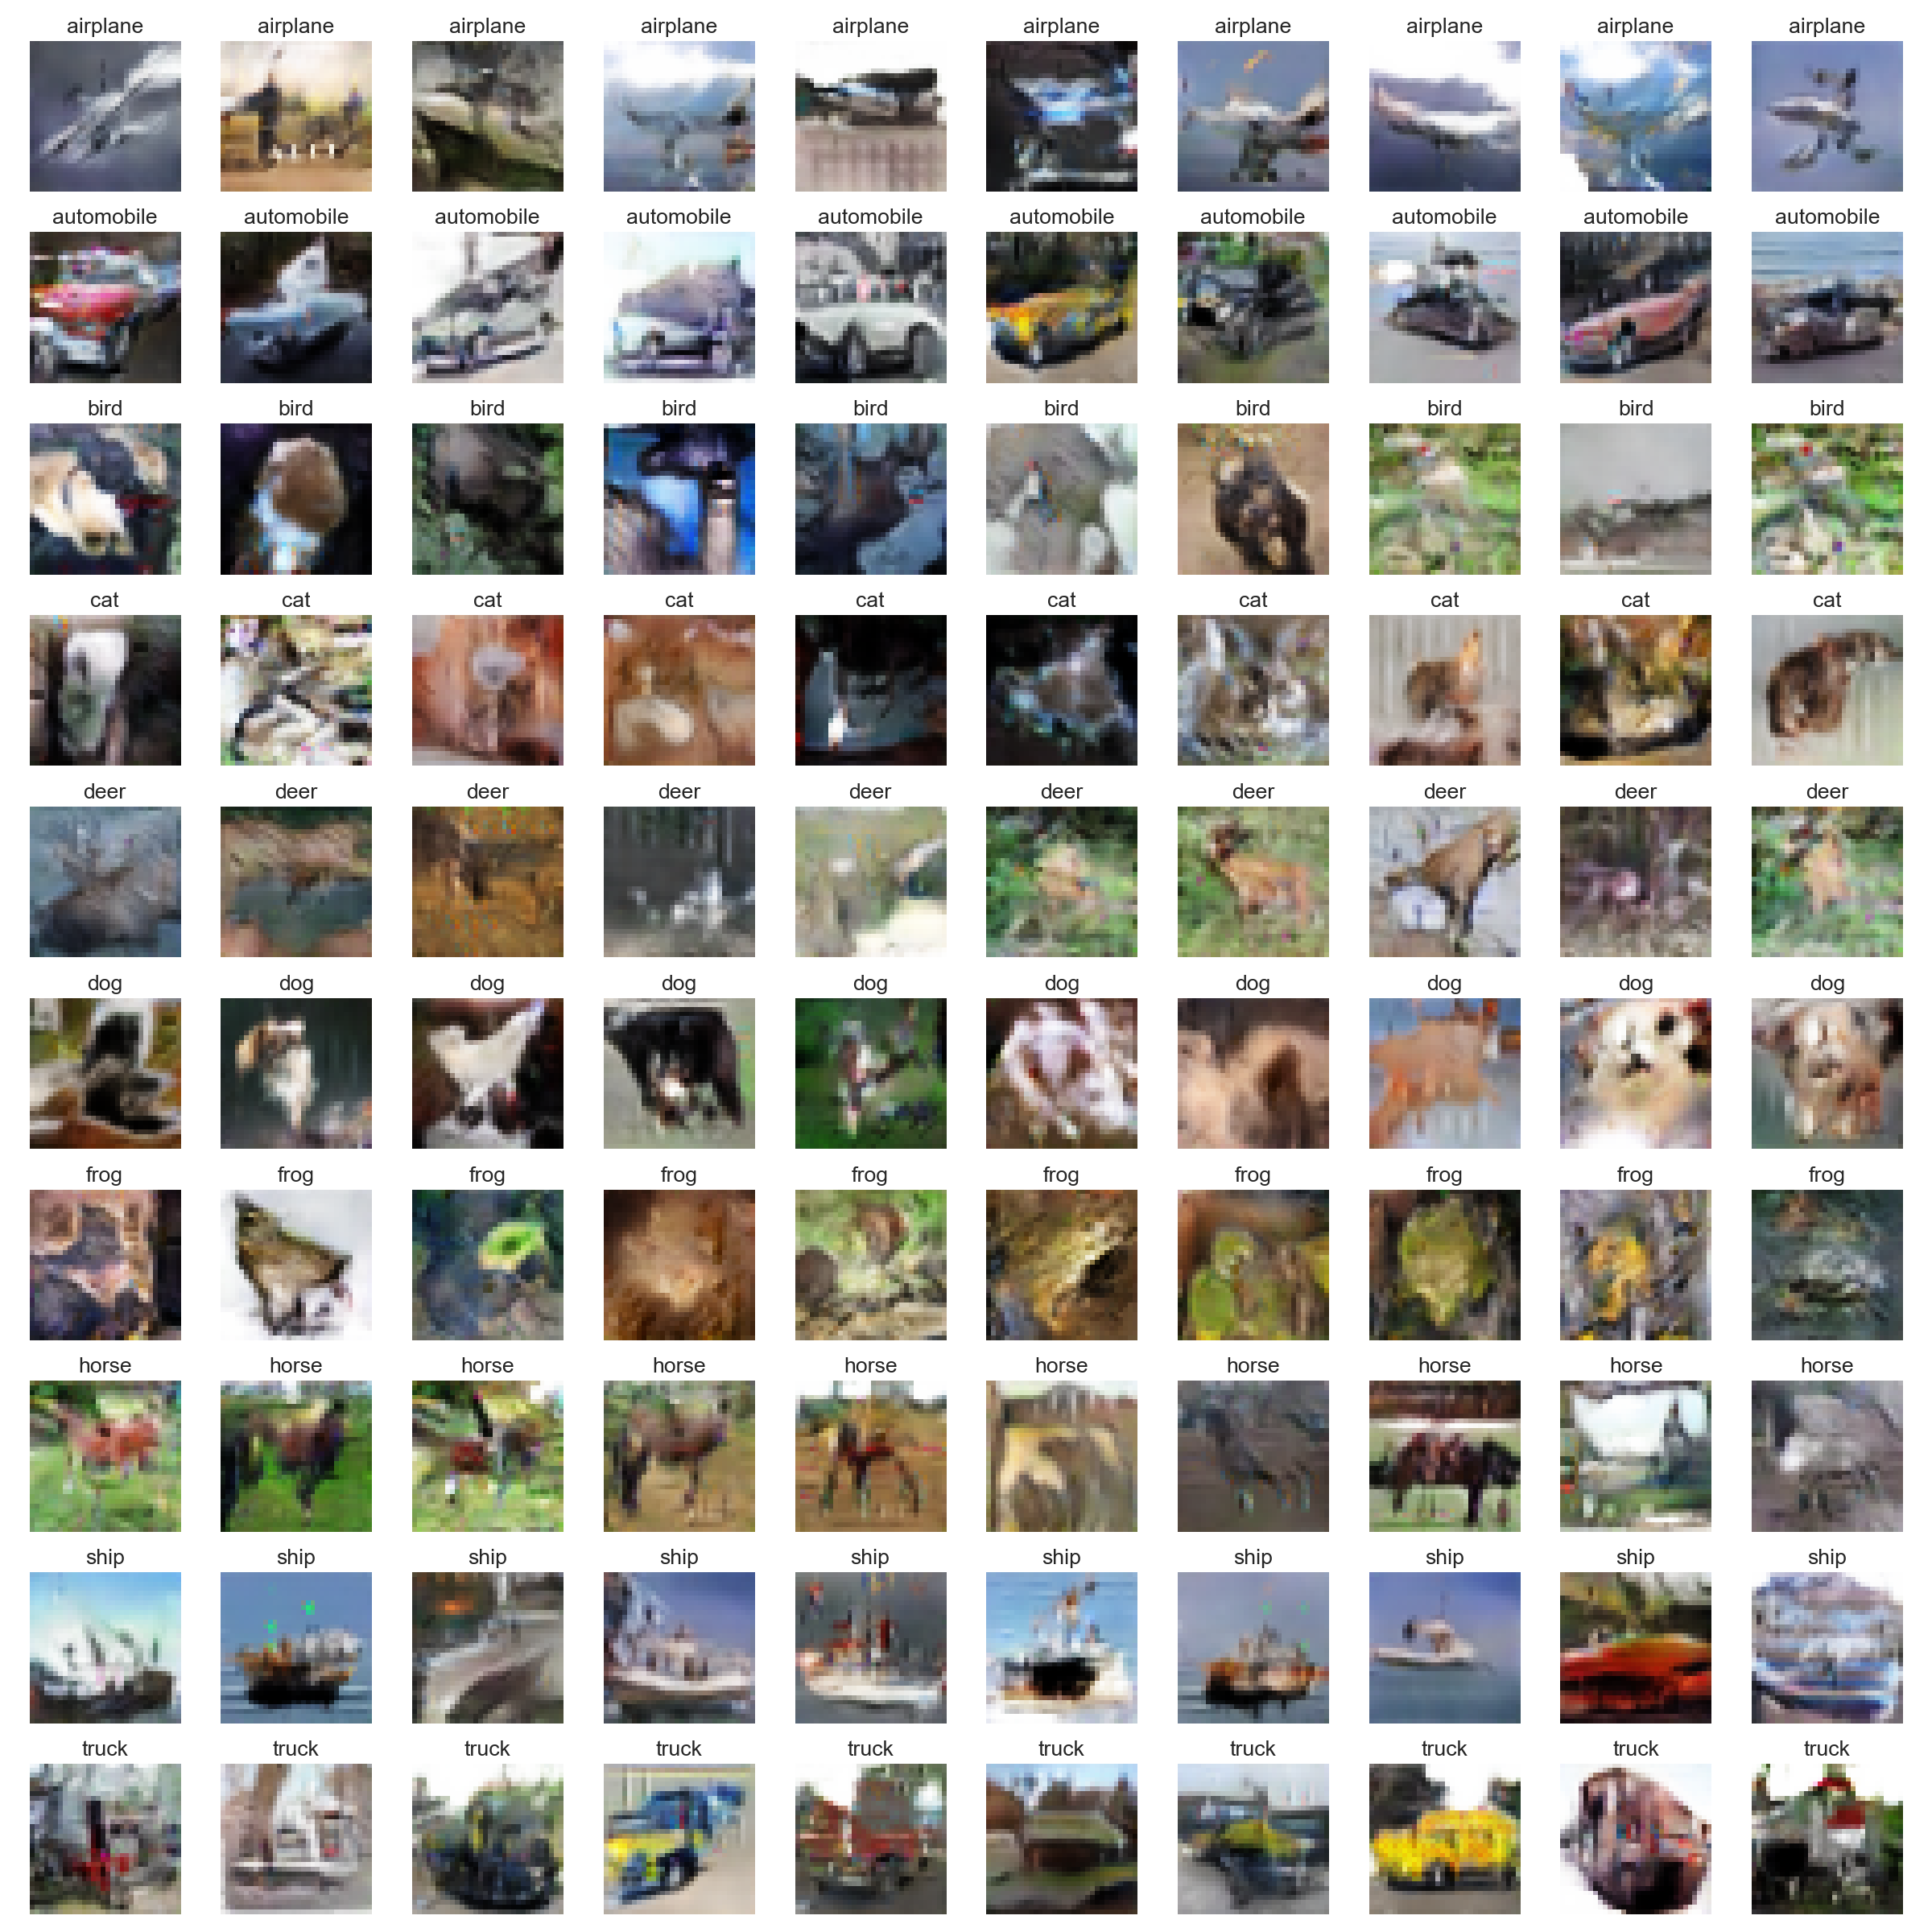 airplane airplane airplane airplane airplane airplane airplane airplane airplane airplane
automobile automobile automobile automobile automobile automobile automobile automobile automobile automobile
bird bird bird bird bird bird bird bird bird bird
cat cat cat cat cat cat cat cat cat cat
deer deer deer deer deer deer deer deer deer deer
dog dog dog dog dog dog dog dog dog dog
frog frog frog frog frog frog frog frog frog frog
horse horse horse horse horse horse horse horse horse horse
ship ship ship ship ship ship ship ship ship ship
truck truck truck truck truck truck truck truck truck truck